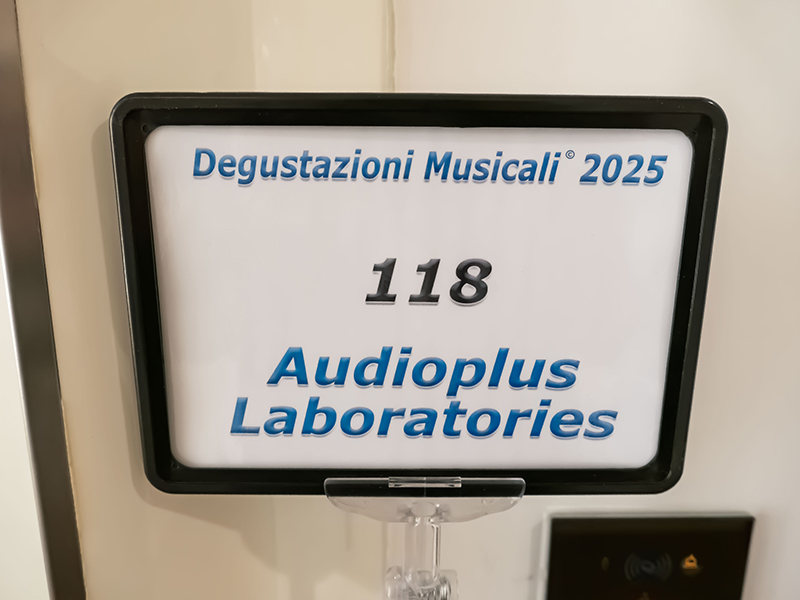 Degustazioni Musicali© 2025
118
Audioplus
Laboratories